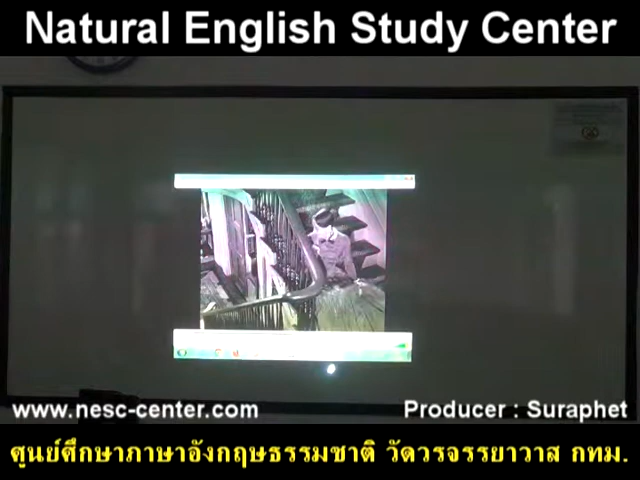 Natural English Study Center
www.nesc-center.com
Producer : Suraphet
ศูนย์ศึกษาภาษาอังกฤษธรรมชาติ วัดวรจรรยาวาส กทม.